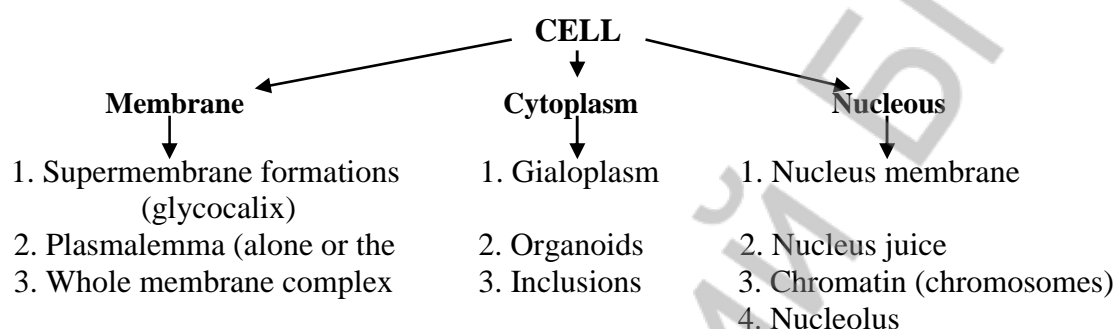 CELL
Membrane
Cytoplasm
Nucleous
1. Supermembrane formations
(glycocalix)
2. Plasmalemma (alone or the
3. Whole membrane complex
1. Gialoplasm
2. Organoids
3. Inclusions
1. Nucleus membrane
2. Nucleus juice
3. Chromatin (chromosomes)
4. Nucleolus